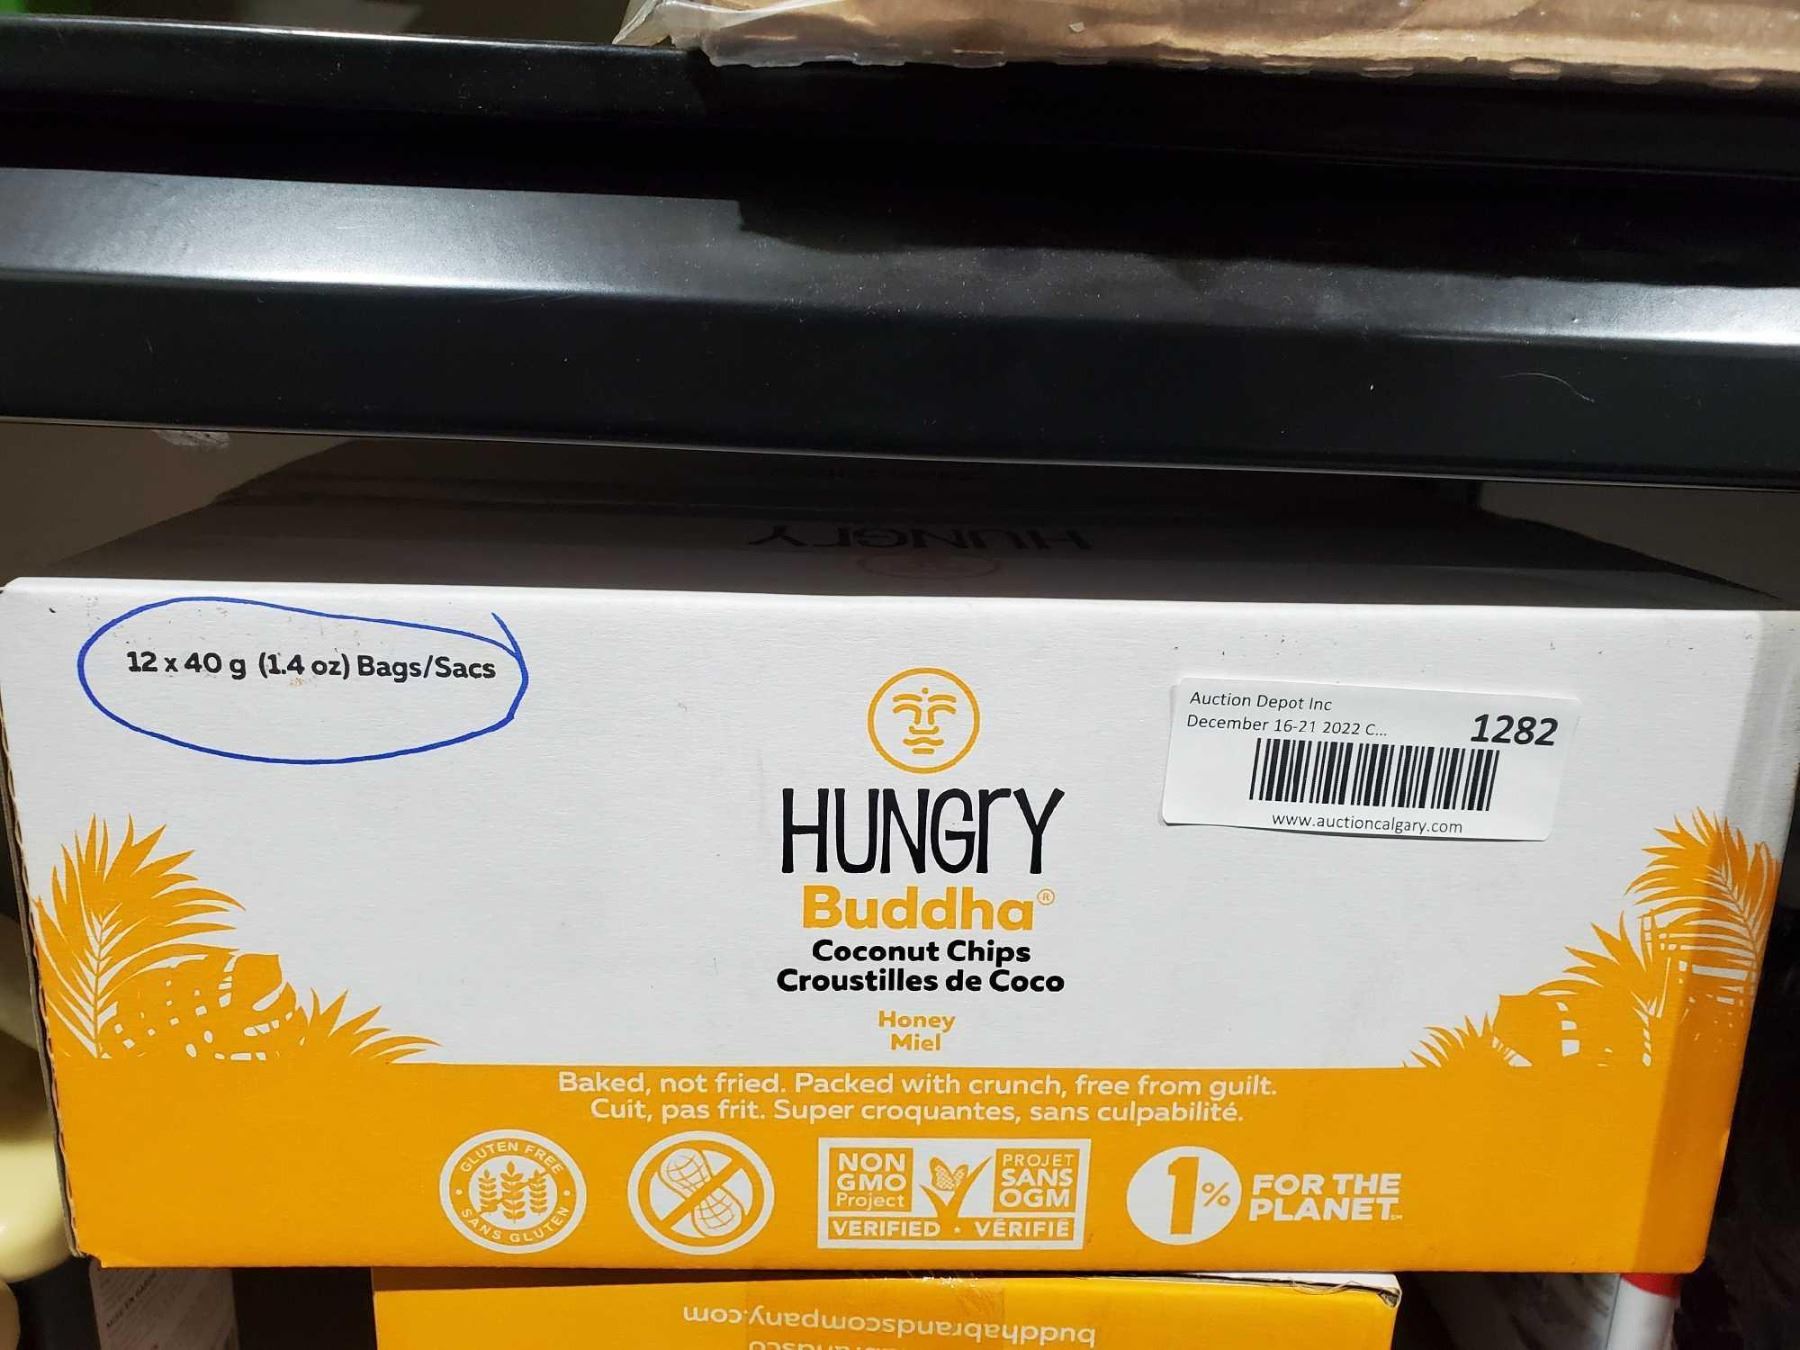 HUNGrY
12 x 40 g (1.4 oz) Bags/Sacs
Auction Depot Inc
December 16-21 2022 C...
1282
www.auctioncalgary.com
HUNGrY
Buddha®
Coconut Chips
Croustilles de Coco
Honey
Miel
Baked, not fried. Packed with crunch, free from guilt.
Cuit, pas frit. Super croquantes, sans culpabilité.
GLUTEN FREE
SANS GLUTEN
NON
GMO
Project
PROJET
SANS
OGM
VERIFIED · VÉRIFIÉ
1%
FOR THE
PLANET℠
buddhabrandscompany.com